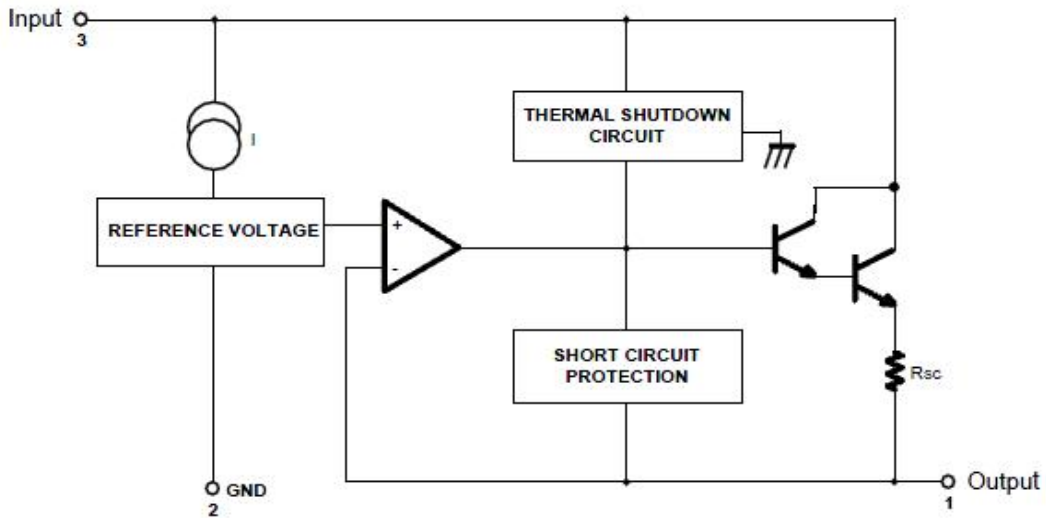 Input
3
THERMAL SHUTDOWN
CIRCUIT
I
REFERENCE VOLTAGE
+
-
SHORT CIRCUIT
PROTECTION
Rsc
GND
2
Output
1